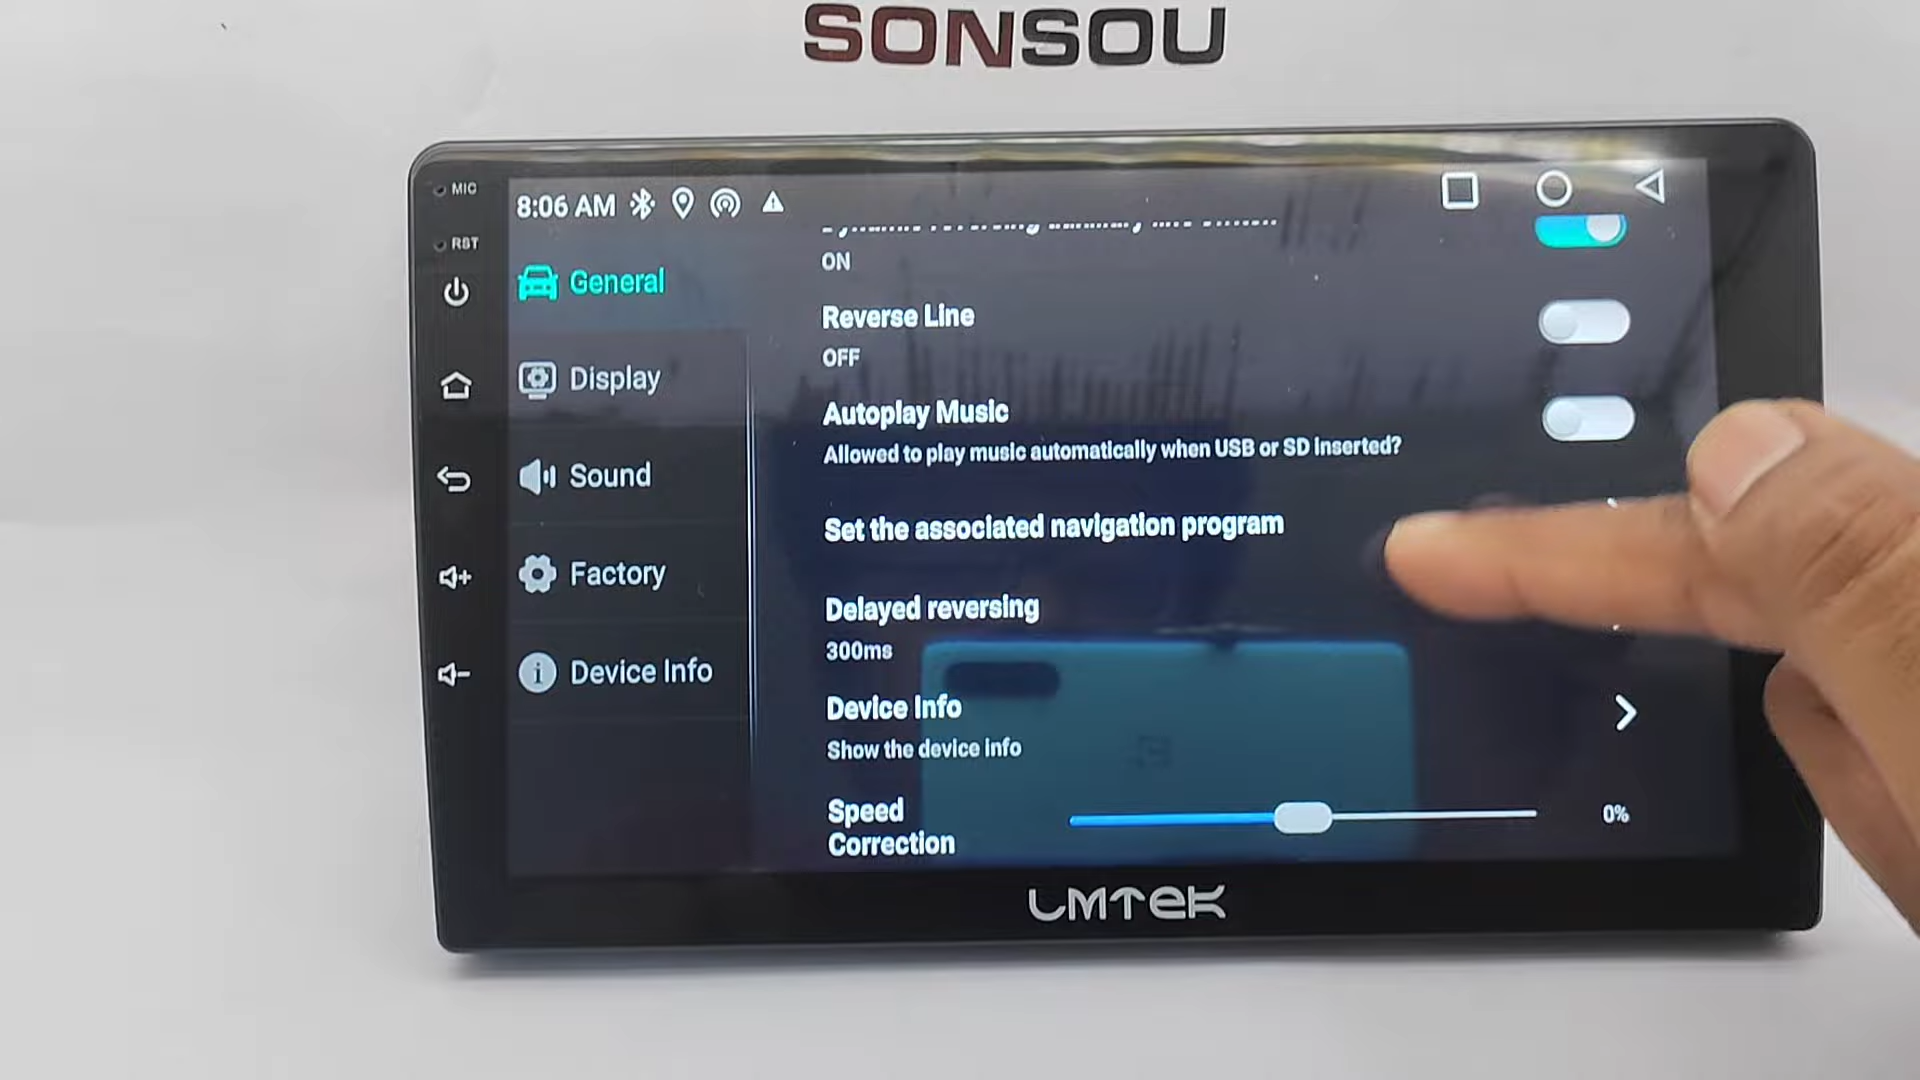 SONSOU
MIC
8:06 AM
RST
ON
General
Reverse Line
OFF
Display
Autoplay Music
Allowed to play music automatically when USB or SD inserted?
Sound
Set the associated navigation program
Factory
Delayed reversing
300ms
Device Info
Device Info
Show the device info
Speed
Correction
0%
LMTEK